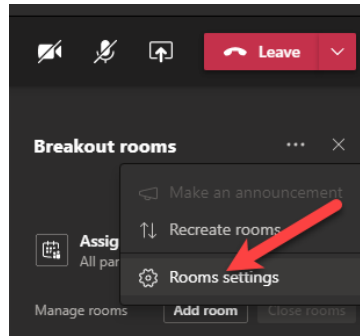 Leave
Breakout rooms
Make an announcement
Recreate rooms
Assig
All par
Rooms settings
Manage rooms Add room Close rooms